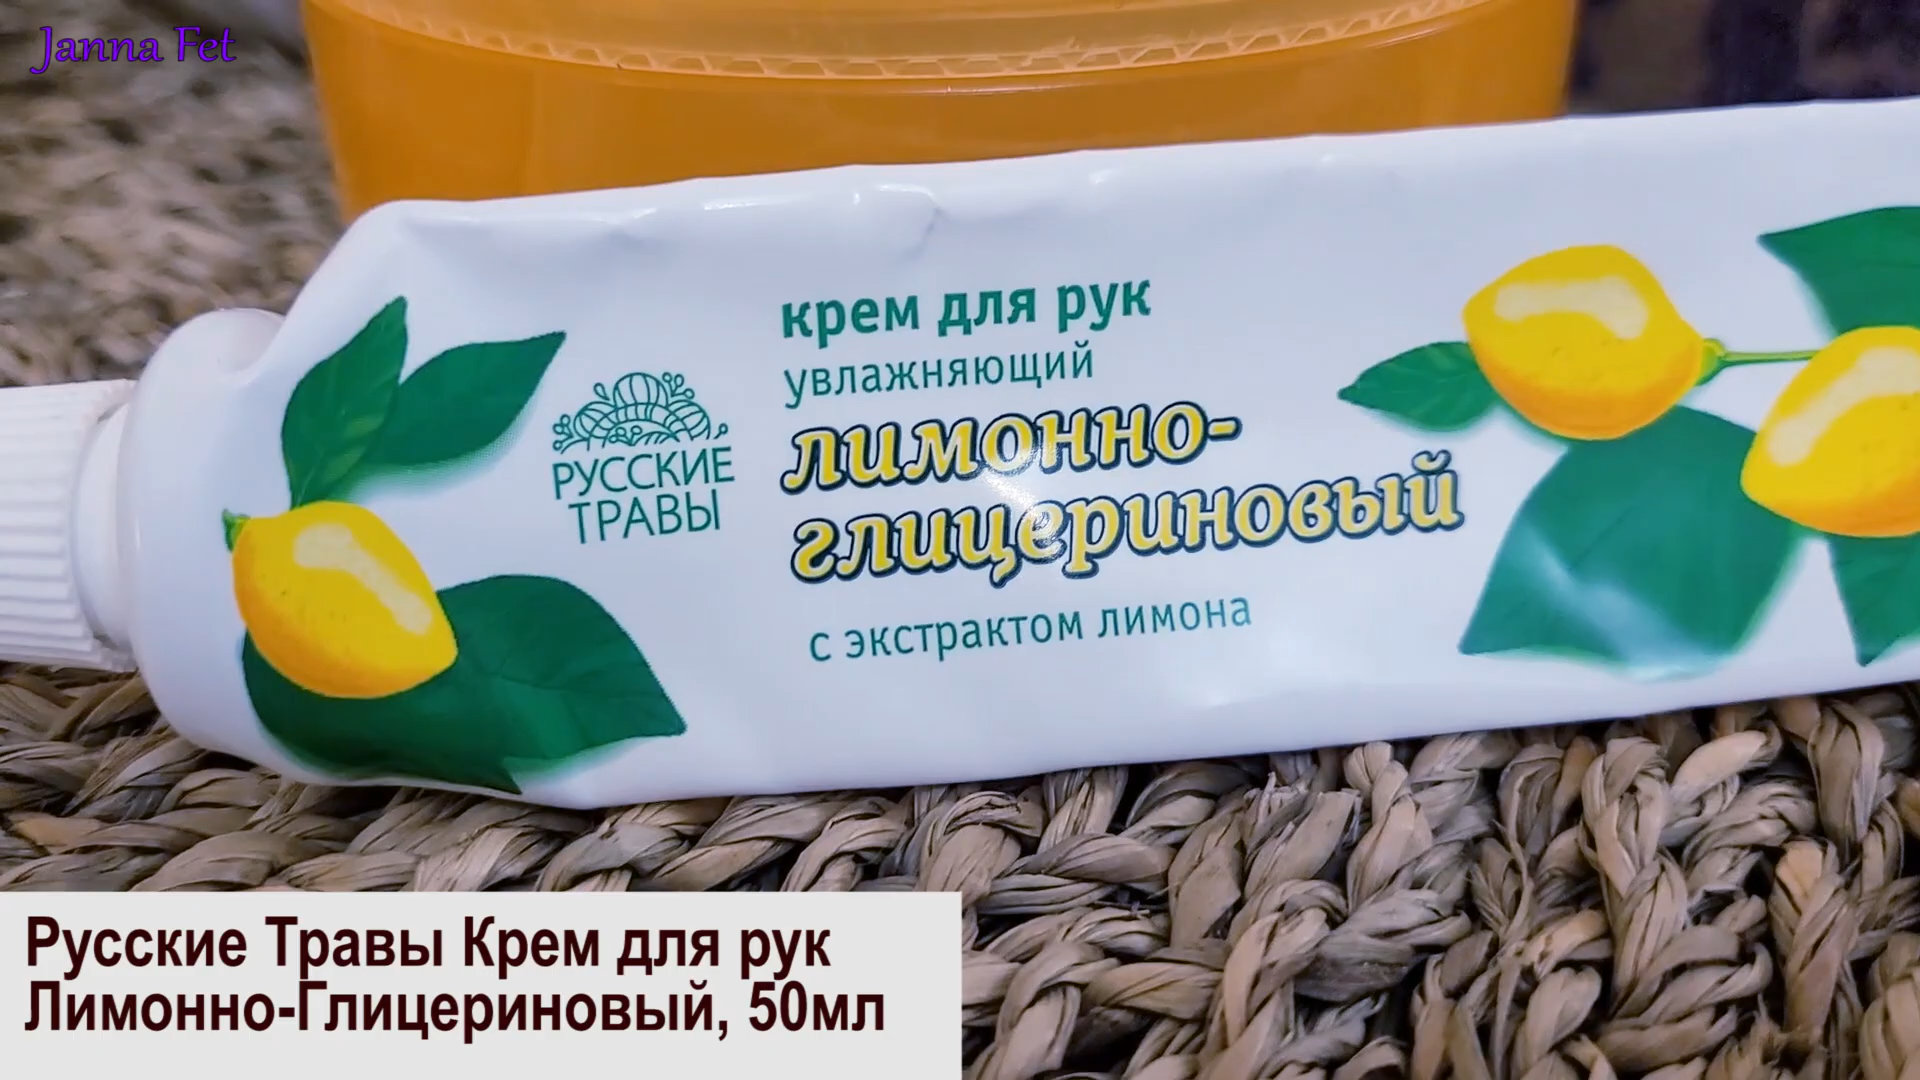 Janna Fet
крем для рук
увлажняющий
лимонно-
глицериновый
с экстрактом лимона
РУССКИЕ
ТРАВЫ
Русские Травы Крем для рук
Лимонно-Глицериновый, 50мл